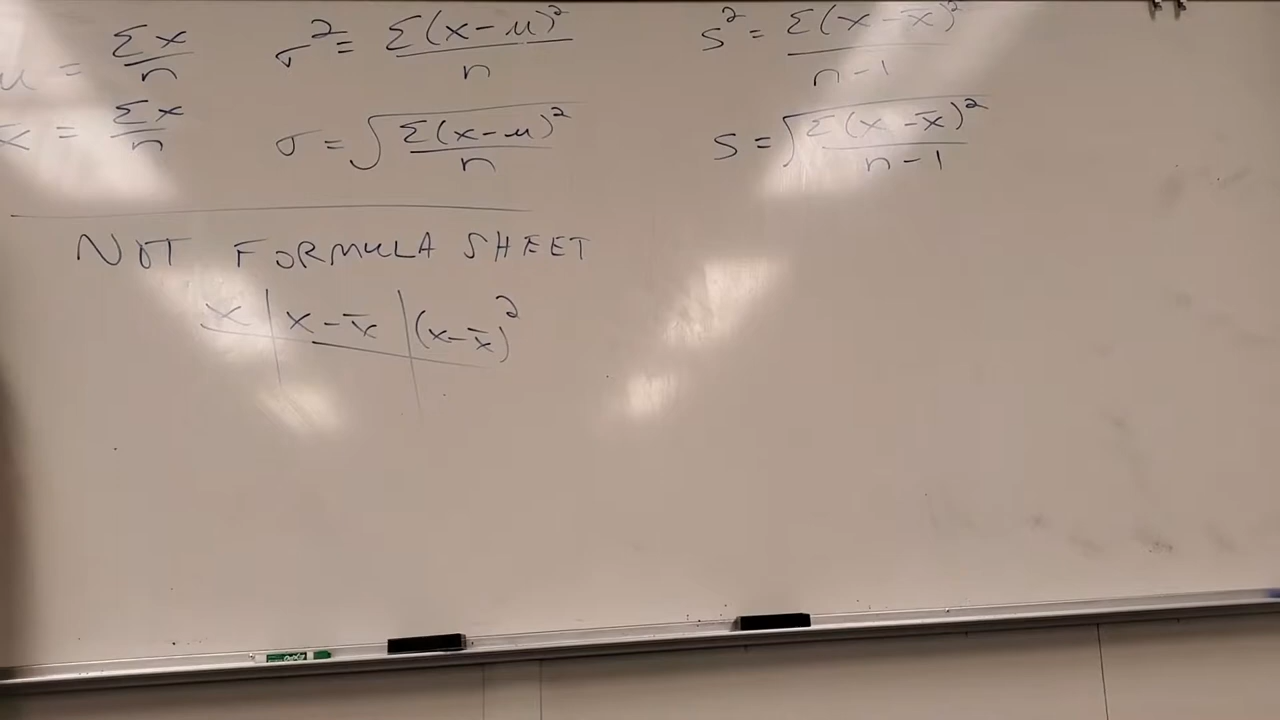 μ = Σx/n σ² = Σ(x-μ)²/n s² = Σ(x-x̄)²/n-1
x̄ = Σx/n σ = √Σ(x-μ)²/n s = √Σ(x-x̄)²/n-1
NOT FORMULA SHEET
x | x-x̄ | (x-x̄)²